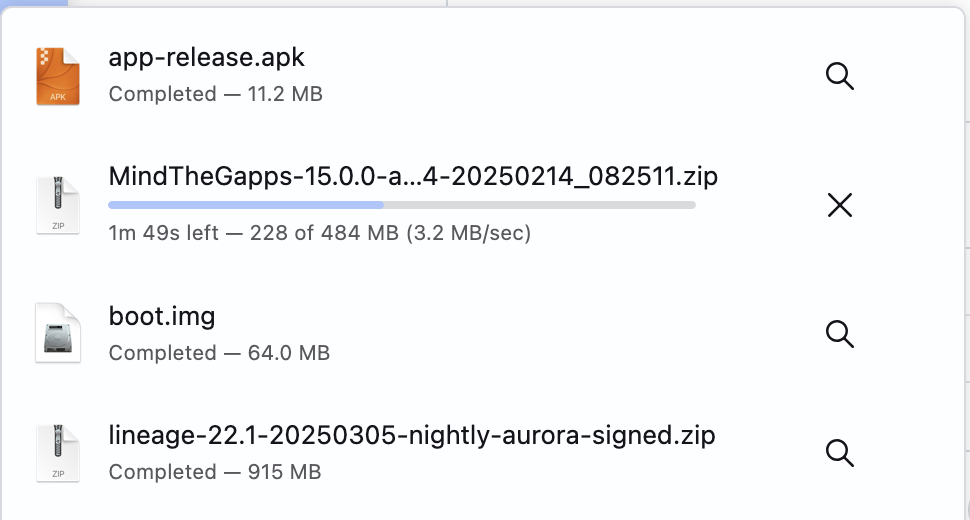 app-release.apk
APK
Completed — 11.2 MB
MindTheGapps-15.0.0-a...4-20250214_082511.zip
ZIP
1m 49s left — 228 of 484 MB (3.2 MB/sec)
boot.img
Completed — 64.0 MB
lineage-22.1-20250305-nightly-aurora-signed.zip
ZIP
Completed — 915 MB